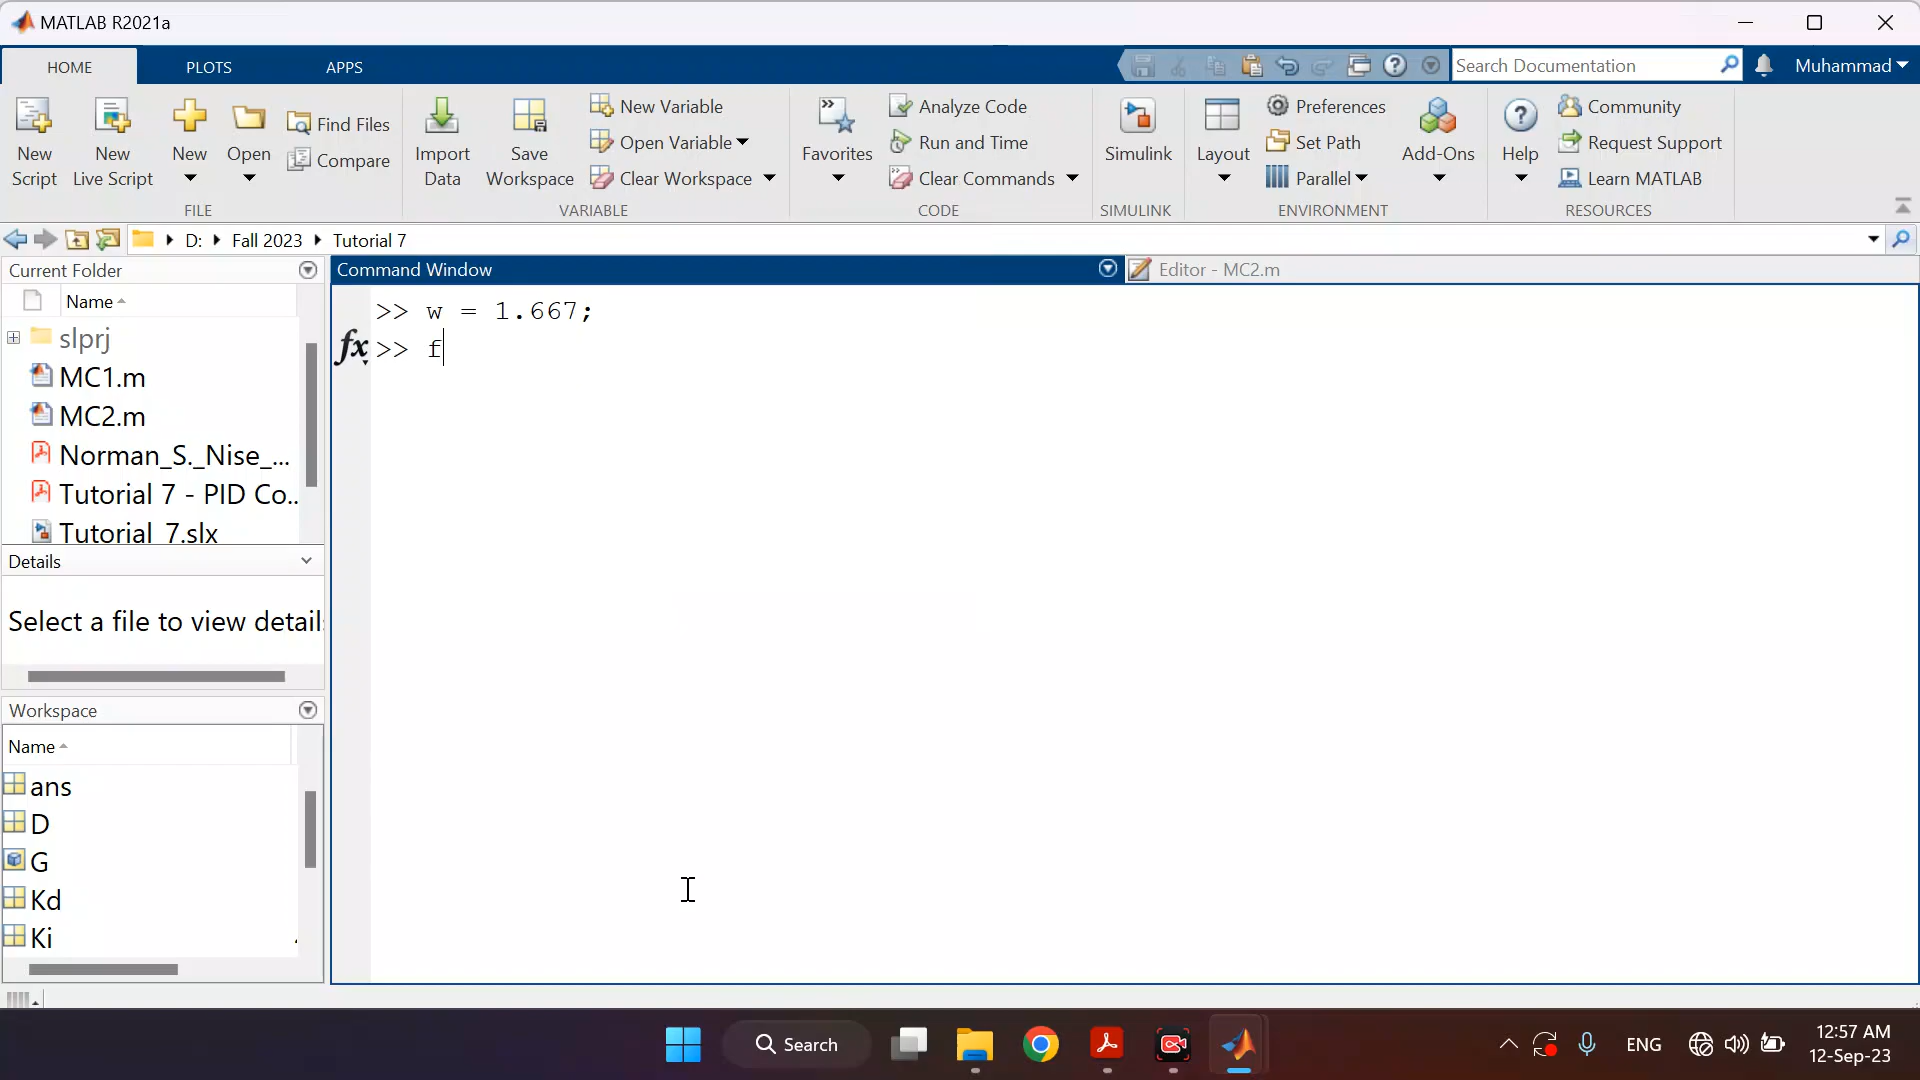 MATLAB R2021a
HOME PLOTS APPS
Search Documentation
Muhammad
New Script
New Live Script
New
Open
Find Files
Compare
FILE
Import Data
Save Workspace
New Variable
Open Variable
Clear Workspace
VARIABLE
Favorites
Analyze Code
Run and Time
Clear Commands
CODE
Simulink
SIMULINK
Layout
Preferences
Set Path
Parallel
Add-Ons
ENVIRONMENT
Help
Community
Request Support
Learn MATLAB
RESOURCES
D: Fall 2023 Tutorial 7
Current Folder
Name
slprj
MC1.m
MC2.m
Norman_S._Nise_...
Tutorial 7 - PID Co...
Tutorial_7.slx
Details
Select a file to view details
Workspace
Name
ans
D
G
Kd
Ki
Command Window
Editor - MC2.m
>> w = 1.667;
fx >> f
Search
ENG
12:57 AM
12-Sep-23